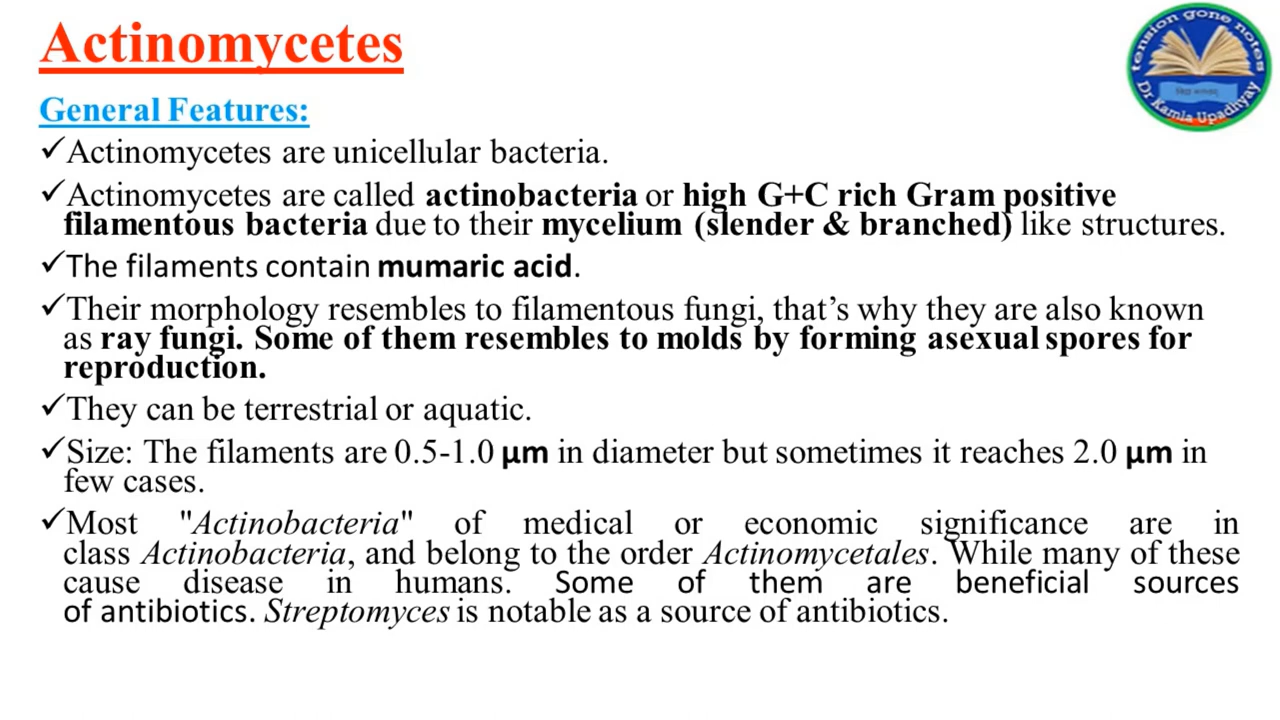 Actinomycetes
tension gone notes
Dr Kamla Upadhyay
General Features:
✓Actinomycetes are unicellular bacteria.
✓Actinomycetes are called actinobacteria or high G+C rich Gram positive
filamentous bacteria due to their mycelium (slender & branched) like structures.
✓The filaments contain mumaric acid.
✓Their morphology resembles to filamentous fungi, that’s why they are also known
as ray fungi. Some of them resembles to molds by forming asexual spores for
reproduction.
✓They can be terrestrial or aquatic.
✓Size: The filaments are 0.5-1.0 µm in diameter but sometimes it reaches 2.0 µm in
few cases.
✓Most "Actinobacteria" of medical or economic significance are in
class Actinobacteria, and belong to the order Actinomycetales. While many of these
cause disease in humans. Some of them are beneficial sources
of antibiotics. Streptomyces is notable as a source of antibiotics.